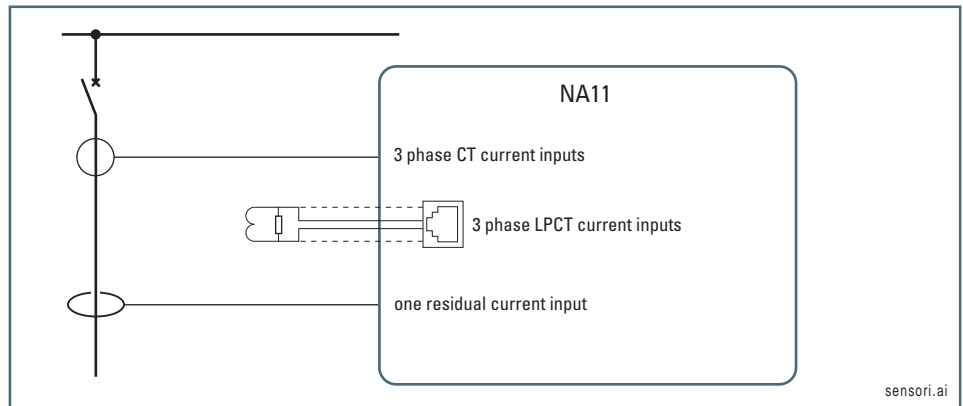 NA11
3 phase CT current inputs
3 phase LPCT current inputs
one residual current input
sensori.ai